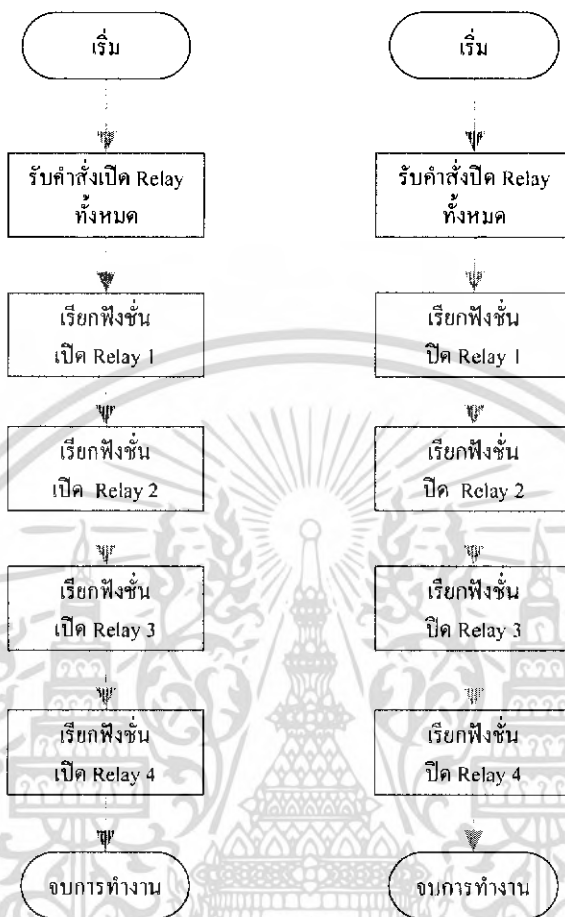 เริ่ม
รับคำสั่งเปิด Relay
ทั้งหมด
เรียกฟังชั่น
เปิด Relay 1
เรียกฟังชั่น
เปิด Relay 2
เรียกฟังชั่น
เปิด Relay 3
เรียกฟังชั่น
เปิด Relay 4
จบการทำงาน
เริ่ม
รับคำสั่งปิด Relay
ทั้งหมด
เรียกฟังชั่น
ปิด Relay 1
เรียกฟังชั่น
ปิด Relay 2
เรียกฟังชั่น
ปิด Relay 3
เรียกฟังชั่น
ปิด Relay 4
จบการทำงาน